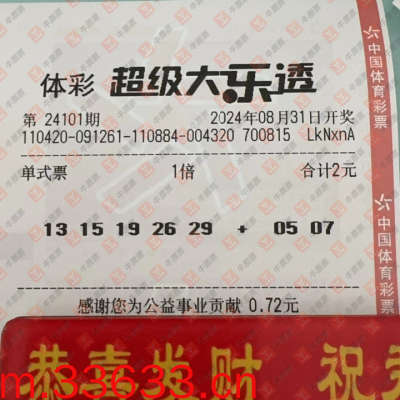 体彩 超级大乐透
第 24101期 2024年08月31日开奖
110420-091261-110884-004320 700815 LkNxnA
单式票 1倍 合计2元
13 15 19 26 29 + 05 07
感谢您为公益事业贡献 0.72元
恭喜发财 祝
m.33633.cn
中国体育彩票
中国体育彩票